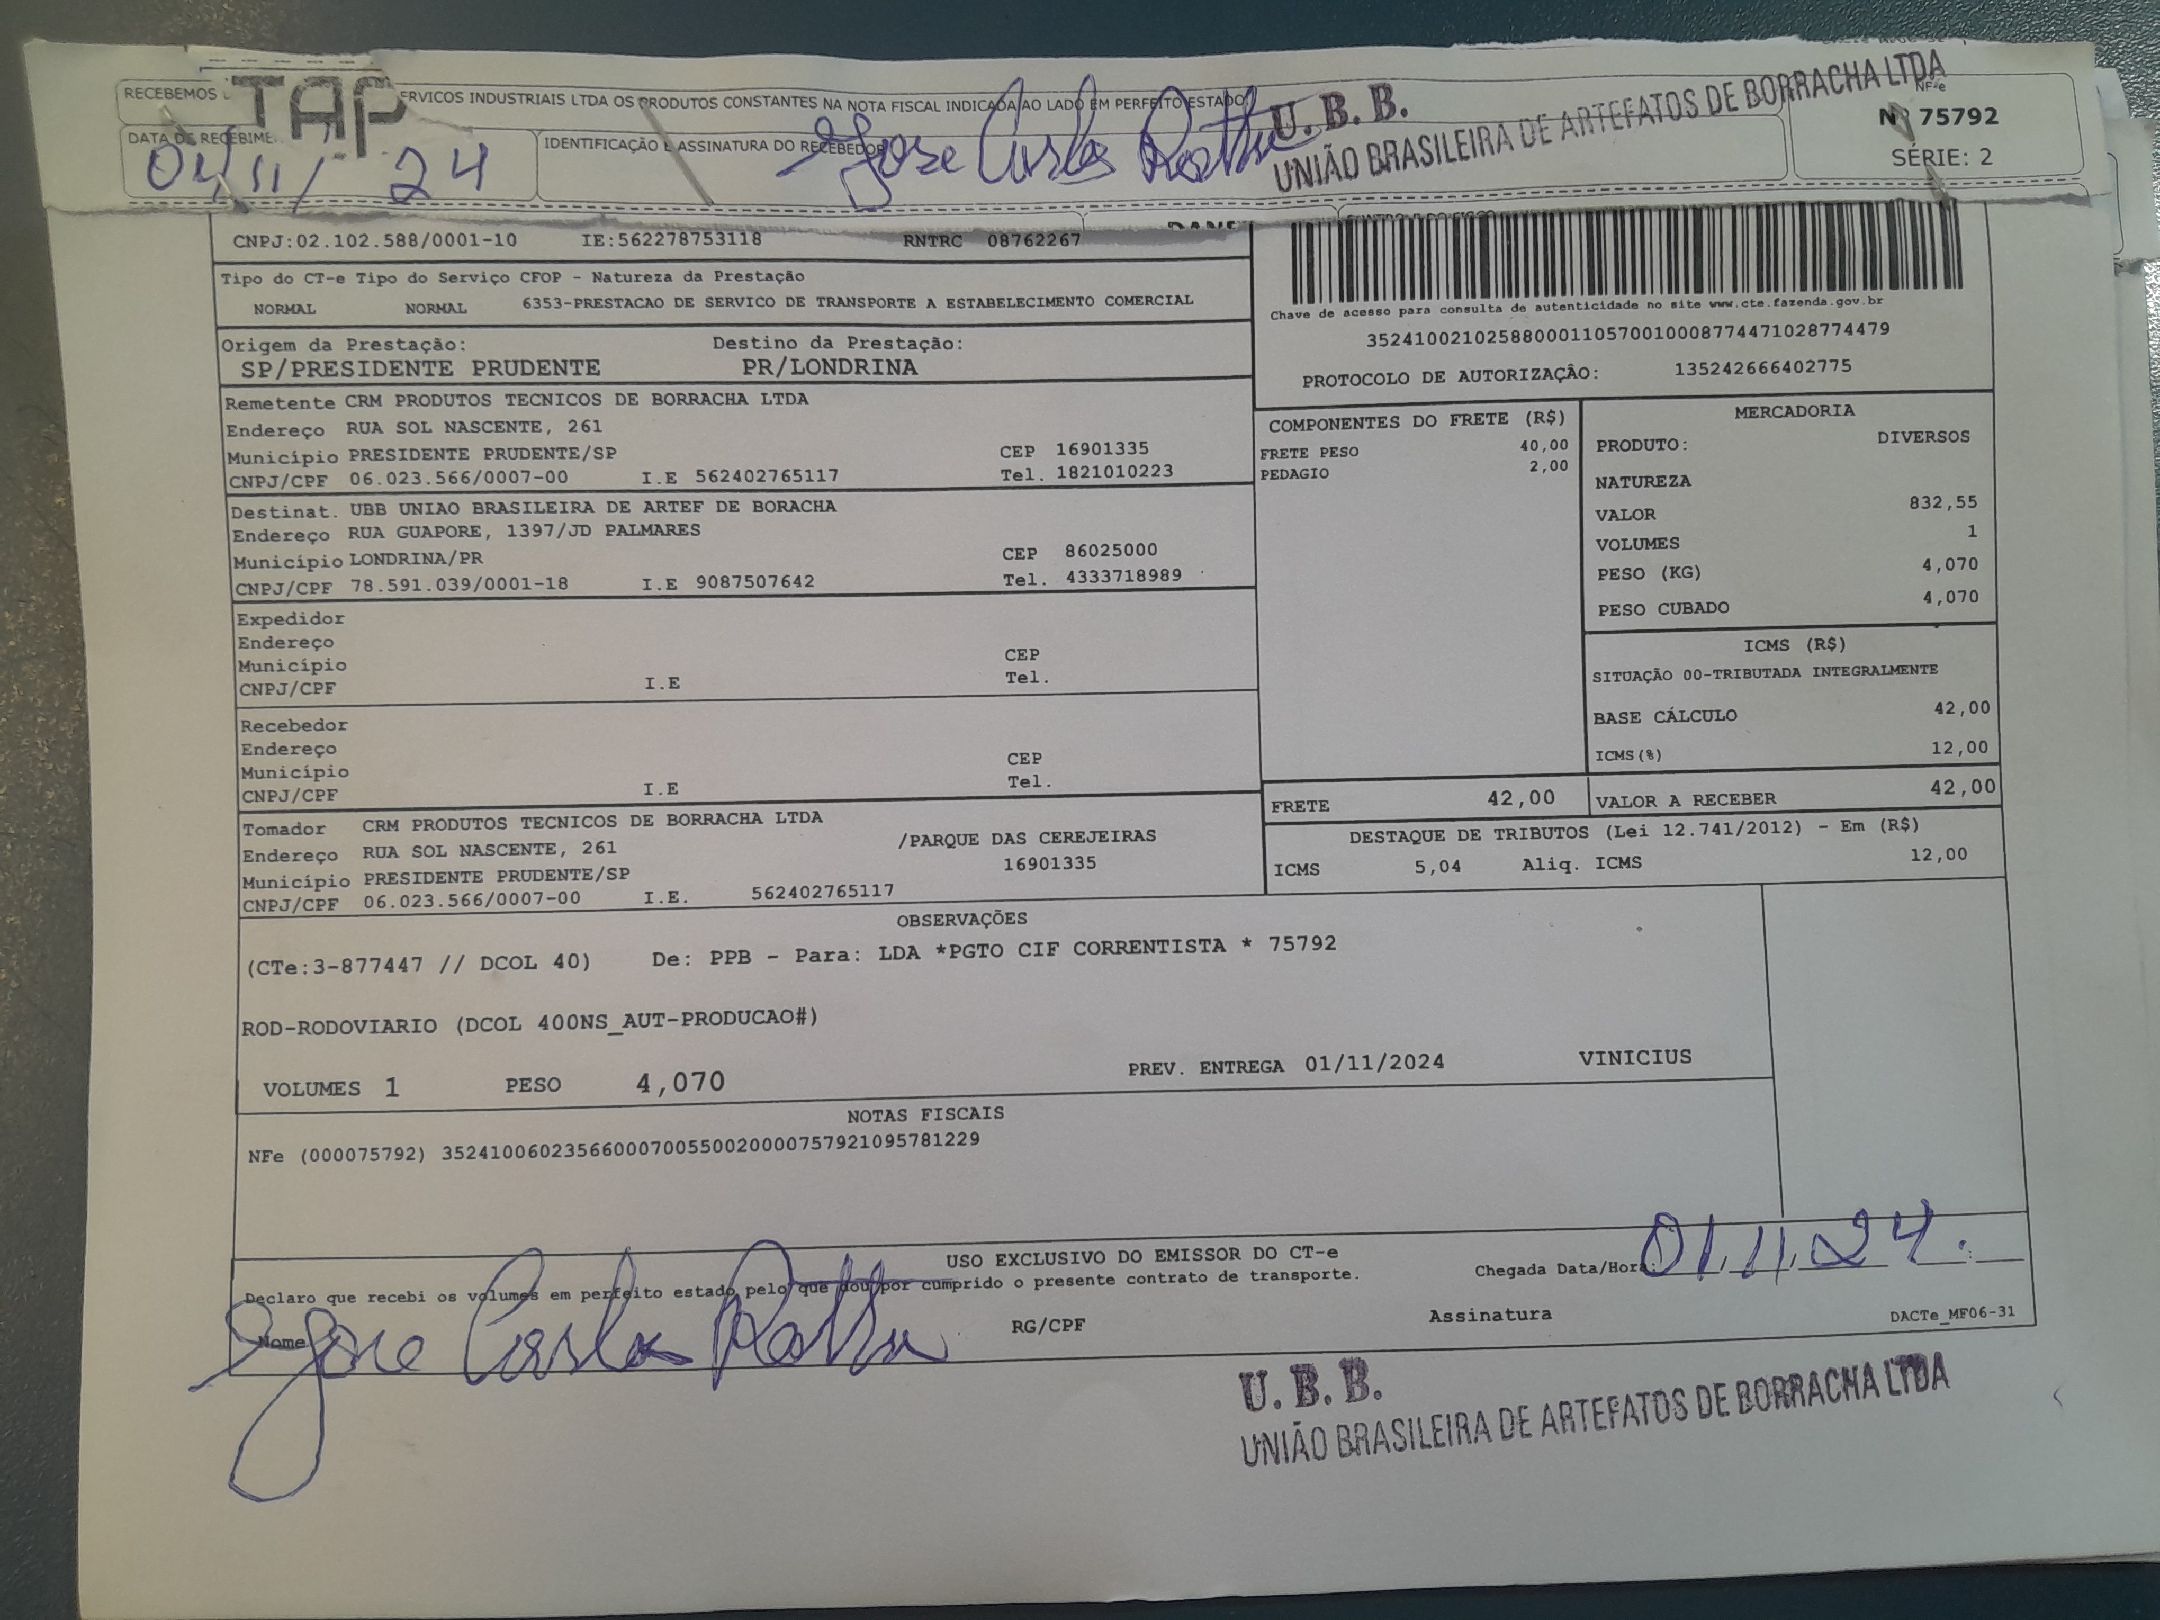 RECEBEMOS
TAP
ERVICOS INDUSTRIAIS LTDA OS PRODUTOS CONSTANTES NA NOTA FISCAL INDICADA AO LADO EM PERFEITO ESTADO
NF-e
Nº 75792
SÉRIE: 2
DATA DE RECEBIME
IDENTIFICAÇÃO E ASSINATURA DO RECEBEDOR
/11/24
Jose Carlos
U. B. B.
UNIÃO BRASILEIRA DE ARTEFATOS DE BORRACHA LTDA
CNPJ:02.102.588/0001-10 IE:562278753118 RNTRC 08762267
Tipo do CT-e Tipo do Serviço CFOP - Natureza da Prestação
NORMAL NORMAL 6353-PRESTACAO DE SERVICO DE TRANSPORTE A ESTABELECIMENTO COMERCIAL
Chave de acesso para consulta de autenticidade no site www.cte.fazenda.gov.br
35241002102588000110570010008774471028774479
PROTOCOLO DE AUTORIZAÇÃO: 135242666402775
Origem da Prestação: Destino da Prestação:
SP/PRESIDENTE PRUDENTE PR/LONDRINA
Remetente CRM PRODUTOS TECNICOS DE BORRACHA LTDA
Endereço RUA SOL NASCENTE, 261
Município PRESIDENTE PRUDENTE/SP CEP 16901335
CNPJ/CPF 06.023.566/0007-00 I.E 562402765117 Tel. 1821010223
Destinat. UBB UNIAO BRASILEIRA DE ARTEF DE BORACHA
Endereço RUA GUAPORE, 1397/JD PALMARES
Município LONDRINA/PR CEP 86025000
CNPJ/CPF 78.591.039/0001-18 I.E 9087507642 Tel. 4333718989
Expedidor
Endereço
Município CEP
CNPJ/CPF I.E Tel.
Recebedor
Endereço
Município CEP
CNPJ/CPF I.E Tel.
Tomador CRM PRODUTOS TECNICOS DE BORRACHA LTDA
Endereço RUA SOL NASCENTE, 261 /PARQUE DAS CEREJEIRAS
Município PRESIDENTE PRUDENTE/SP 16901335
CNPJ/CPF 06.023.566/0007-00 I.E. 562402765117
COMPONENTES DO FRETE (R$)
FRETE PESO 40,00
PEDAGIO 2,00
MERCADORIA
PRODUTO: DIVERSOS
NATUREZA
VALOR 832,55
VOLUMES 1
PESO (KG) 4,070
PESO CUBADO 4,070
ICMS (R$)
SITUAÇÃO 00-TRIBUTADA INTEGRALMENTE
BASE CÁLCULO 42,00
ICMS(%) 12,00
FRETE 42,00 VALOR A RECEBER 42,00
DESTAQUE DE TRIBUTOS (Lei 12.741/2012) - Em (R$)
ICMS 5,04 Aliq. ICMS 12,00
OBSERVAÇÕES
(CTe:3-877447 // DCOL 40) De: PPB - Para: LDA *PGTO CIF CORRENTISTA * 75792
ROD-RODOVIARIO (DCOL 400NS_AUT-PRODUCAO#)
VOLUMES 1 PESO 4,070 PREV. ENTREGA 01/11/2024 VINICIUS
NOTAS FISCAIS
NFe (000075792) 35241006023566000700550020000757921095781229
USO EXCLUSIVO DO EMISSOR DO CT-e
Declaro que recebi os volumes em perfeito estado pelo que dou por cumprido o presente contrato de transporte.
Chegada Data/Hora: 01/11/24
Nome Jose Carlos RG/CPF Assinatura DACTe_MF06-31
U. B. B.
UNIÃO BRASILEIRA DE ARTEFATOS DE BORRACHA LTDA